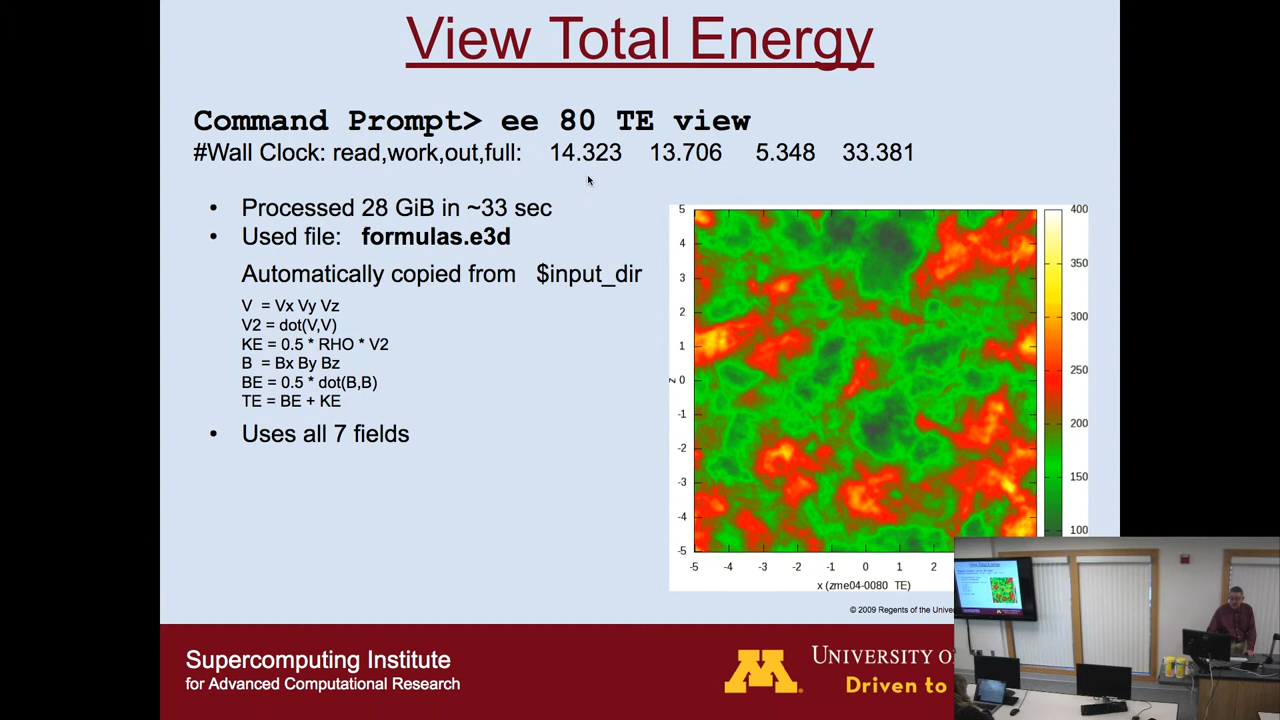 View Total Energy
Command Prompt> ee 80 TE view
#Wall Clock: read,work,out,full: 14.323 13.706 5.348 33.381
• Processed 28 GiB in ~33 sec
• Used file: formulas.e3d
Automatically copied from $input_dir
V = Vx Vy Vz
V2 = dot(V,V)
KE = 0.5 * RHO * V2
B = Bx By Bz
BE = 0.5 * dot(B,B)
TE = BE + KE
• Uses all 7 fields
5
4
3
2
1
z 0
-1
-2
-3
-4
-5
-5 -4 -3 -2 -1 0 1 2
x (zme04-0080 TE)
400
350
300
250
200
150
100
© 2009 Regents of the Univer
Supercomputing Institute
for Advanced Computational Research
M
UNIVERSITY O
Driven to
View Total Energy